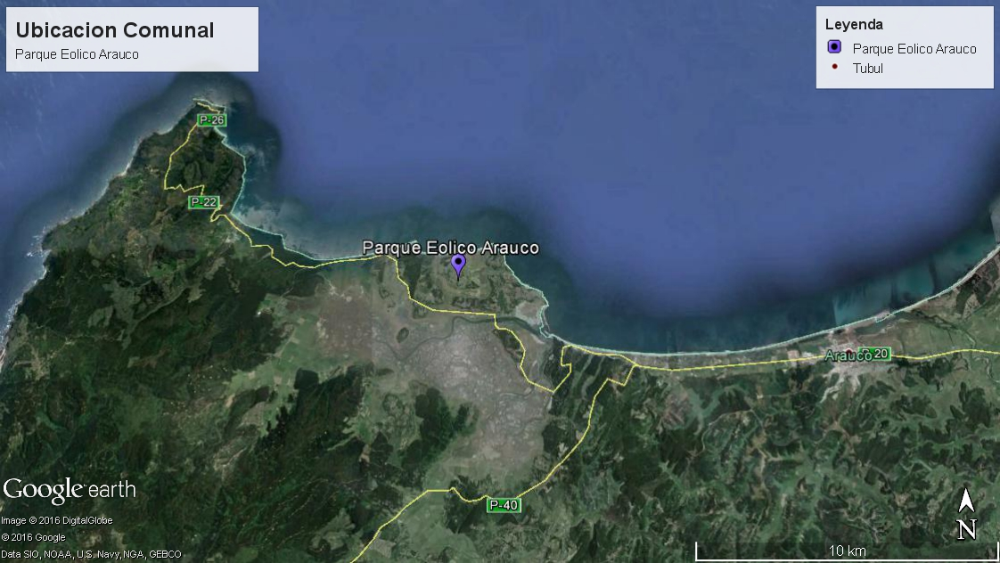 Ubicacion Comunal
Parque Eolico Arauco
Leyenda
Parque Eolico Arauco
Tubul
P-26
P-22
Parque Eolico Arauco
Arauco
20
P-40
Google earth
Image © 2016 DigitalGlobe
© 2016 Google
Data SIO, NOAA, U.S. Navy, NGA, GEBCO
N
10 km